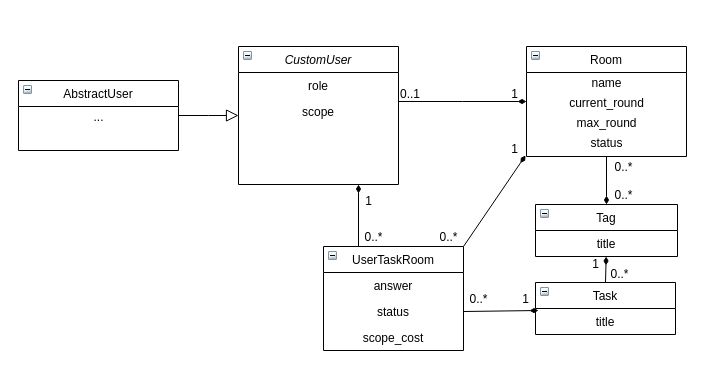 AbstractUser
...
CustomUser
role
scope
0..1
1
Room
name
current_round
max_round
status
1
0..*
0..*
1
0..*
0..*
Tag
title
1
0..*
UserTaskRoom
answer
status
scope_cost
0..*
1
Task
title